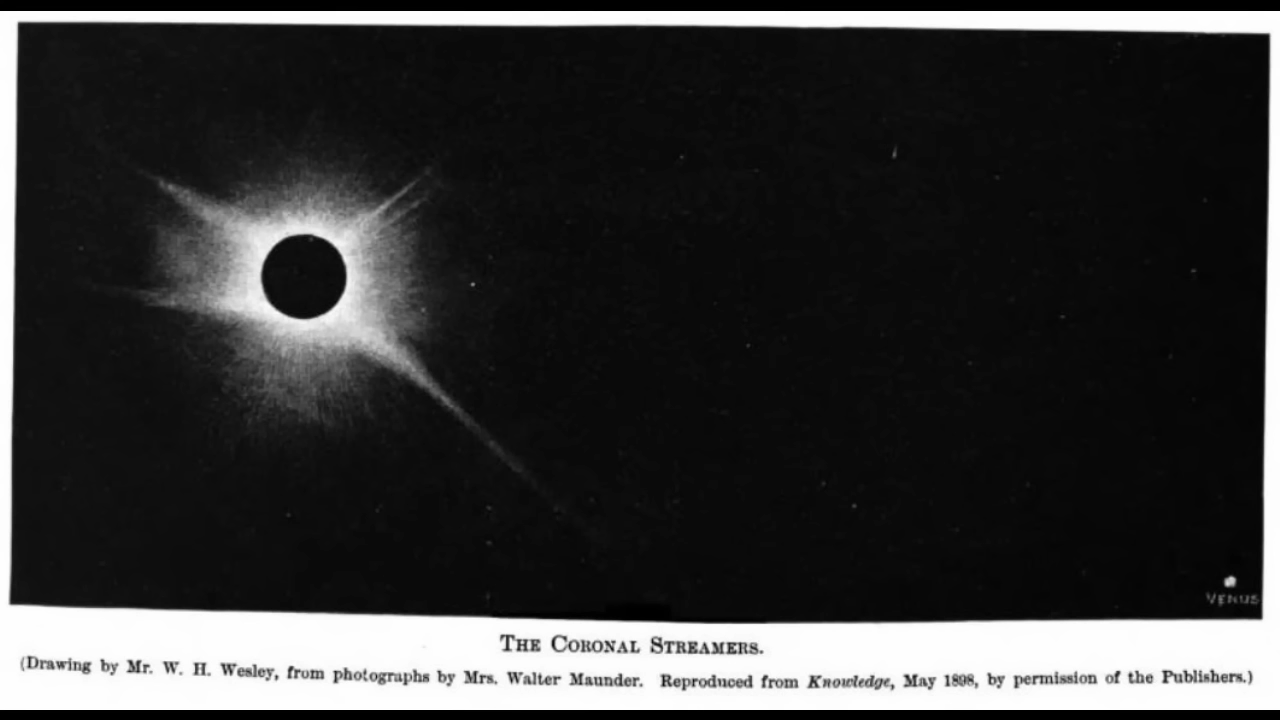 VENUS
THE CORONAL STREAMERS.
(Drawing by Mr. W. H. Wesley, from photographs by Mrs. Walter Maunder. Reproduced from Knowledge, May 1898, by permission of the Publishers.)